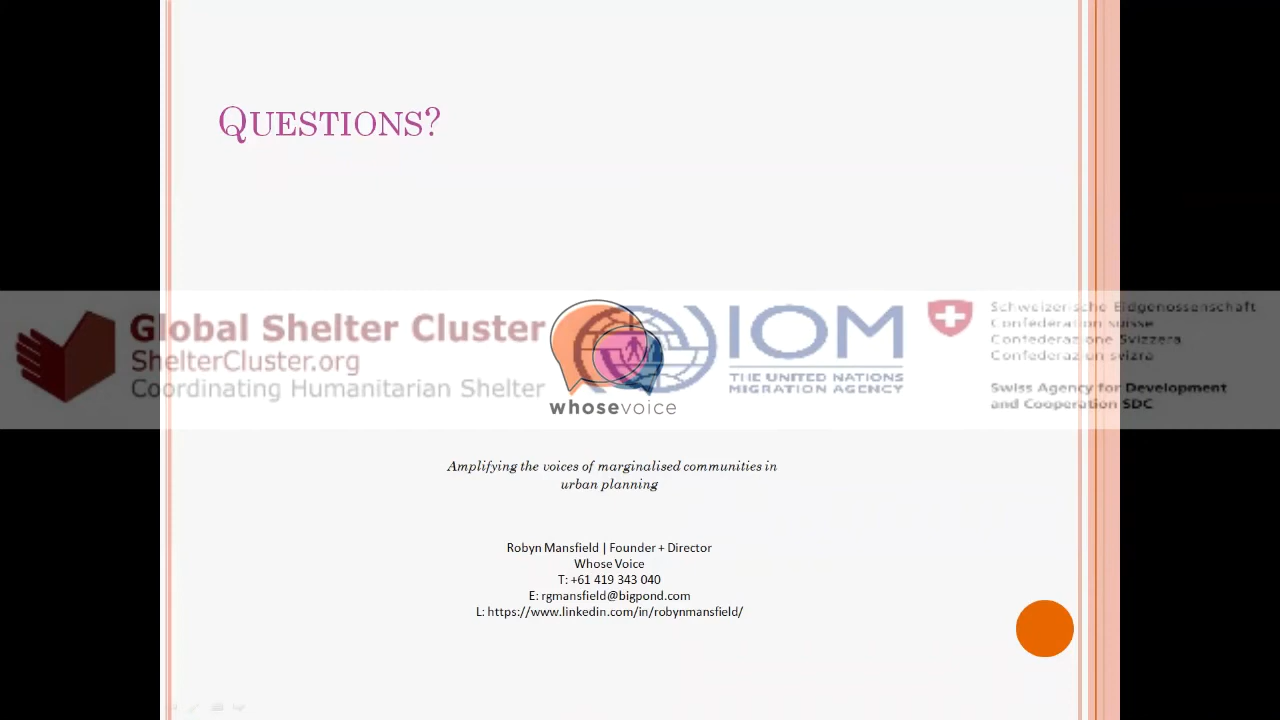 QUESTIONS?
Global Shelter Cluster
ShelterCluster.org
Coordinating Humanitarian Shelter
whosevoice
IOM
THE UNITED NATIONS
MIGRATION AGENCY
Schweizerische Eidgenossenschaft
Confédération suisse
Confederazione Svizzera
Confederaziun svizra
Swiss Agency for Development
and Cooperation SDC
Amplifying the voices of marginalised communities in
urban planning
Robyn Mansfield | Founder + Director
Whose Voice
T: +61 419 343 040
E: rgmansfield@bigpond.com
L: https://www.linkedin.com/in/robynmansfield/